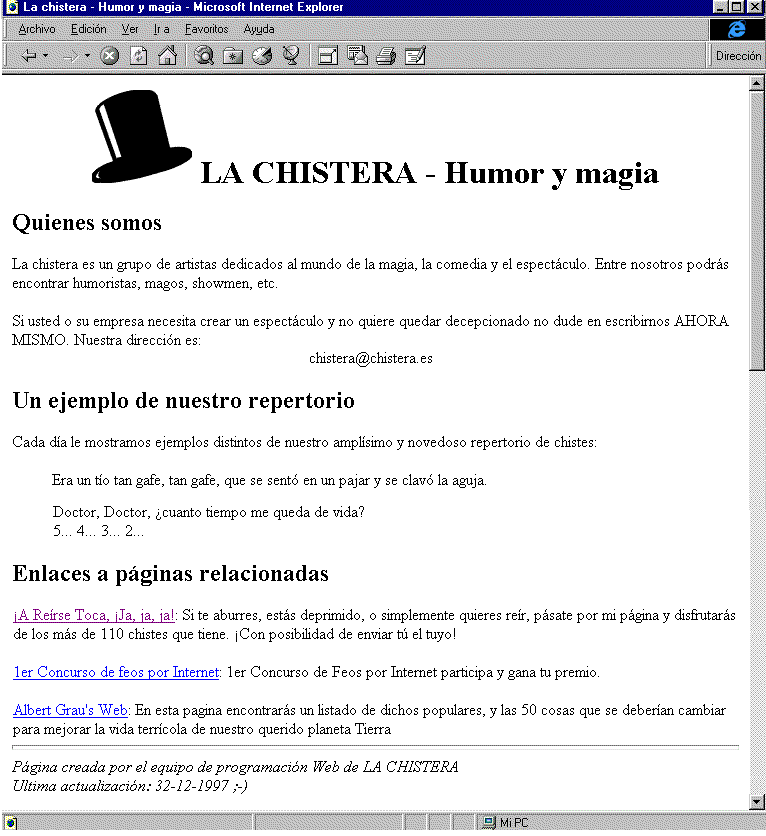 La chistera - Humor y magia - Microsoft Internet Explorer
Archivo Edición Ver Ir a Favoritos Ayuda
Dirección
LA CHISTERA - Humor y magia
Quienes somos
La chistera es un grupo de artistas dedicados al mundo de la magia, la comedia y el espectáculo. Entre nosotros podrás
encontrar humoristas, magos, showmen, etc.
Si usted o su empresa necesita crear un espectáculo y no quiere quedar decepcionado no dude en escribirnos AHORA
MISMO. Nuestra dirección es:
chistera@chistera.es
Un ejemplo de nuestro repertorio
Cada día le mostramos ejemplos distintos de nuestro amplísimo y novedoso repertorio de chistes:
Era un tío tan gafe, tan gafe, que se sentó en un pajar y se clavó la aguja.
Doctor, Doctor, ¿cuanto tiempo me queda de vida?
5... 4... 3... 2...
Enlaces a páginas relacionadas
¡A Reírse Toca, ¡Ja, ja, ja!: Si te aburres, estás deprimido, o simplemente quieres reír, pásate por mi página y disfrutarás
de los más de 110 chistes que tiene. ¡Con posibilidad de enviar tú el tuyo!
1er Concurso de feos por Internet: 1er Concurso de Feos por Internet participa y gana tu premio.
Albert Grau's Web: En esta pagina encontrarás un listado de dichos populares, y las 50 cosas que se deberían cambiar
para mejorar la vida terrícola de nuestro querido planeta Tierra
Página creada por el equipo de programación Web de LA CHISTERA
Ultima actualización: 32-12-1997 ;-)
Mi PC